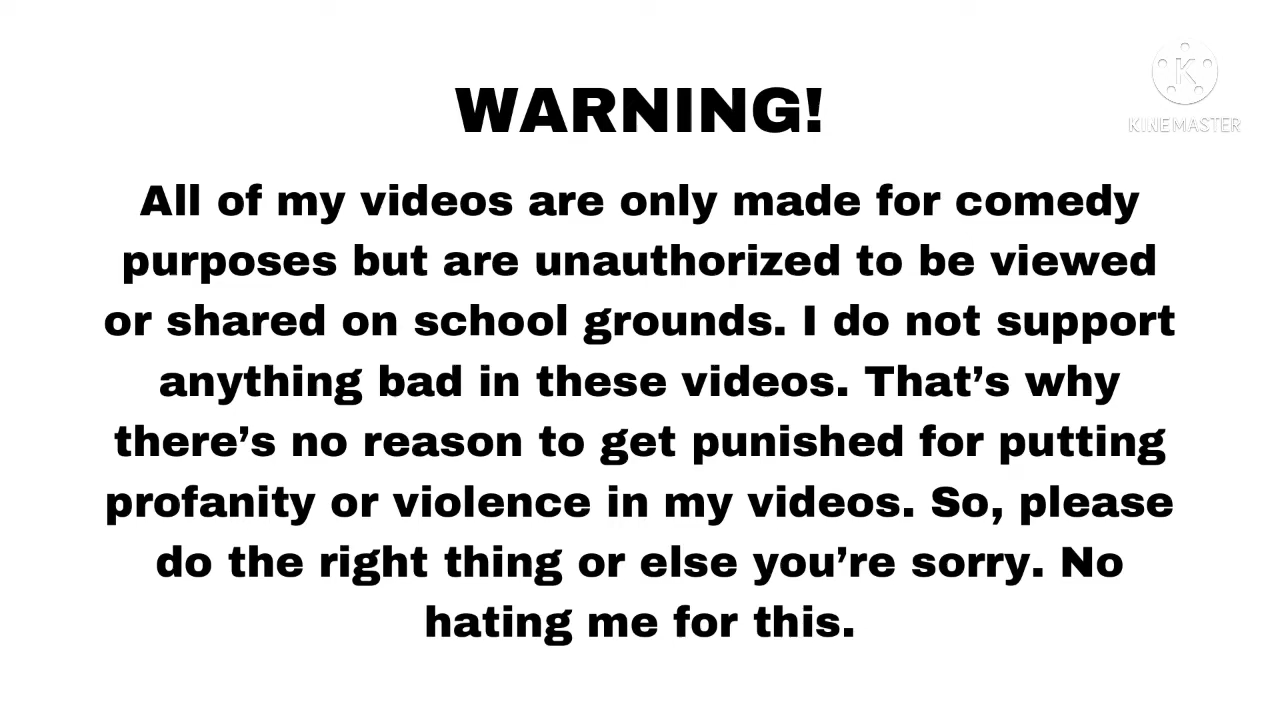 WARNING!
KINEMASTER
All of my videos are only made for comedy
purposes but are unauthorized to be viewed
or shared on school grounds. I do not support
anything bad in these videos. That’s why
there’s no reason to get punished for putting
profanity or violence in my videos. So, please
do the right thing or else you’re sorry. No
hating me for this.